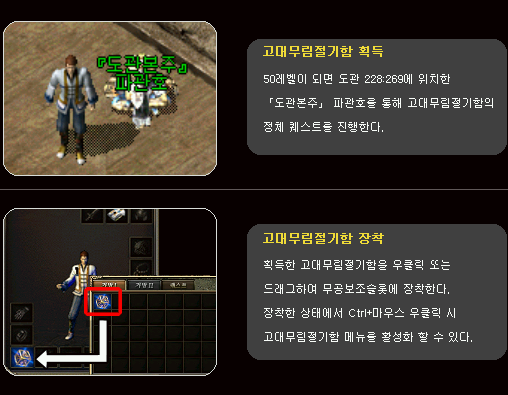 『도관본주』
파관호
고대무림절기함 획득
50레벨이 되면 도관 228:269에 위치한
「도관본주」 파관호를 통해 고대무림절기함의
정체 퀘스트를 진행한다.
가방 I
가방 II
퀘스트
고대무림절기함 장착
획득한 고대무림절기함을 우클릭 또는
드래그하여 무공보조슬롯에 장착한다.
장착한 상태에서 Ctrl+마우스 우클릭 시
고대무림절기함 메뉴를 활성화 할 수 있다.